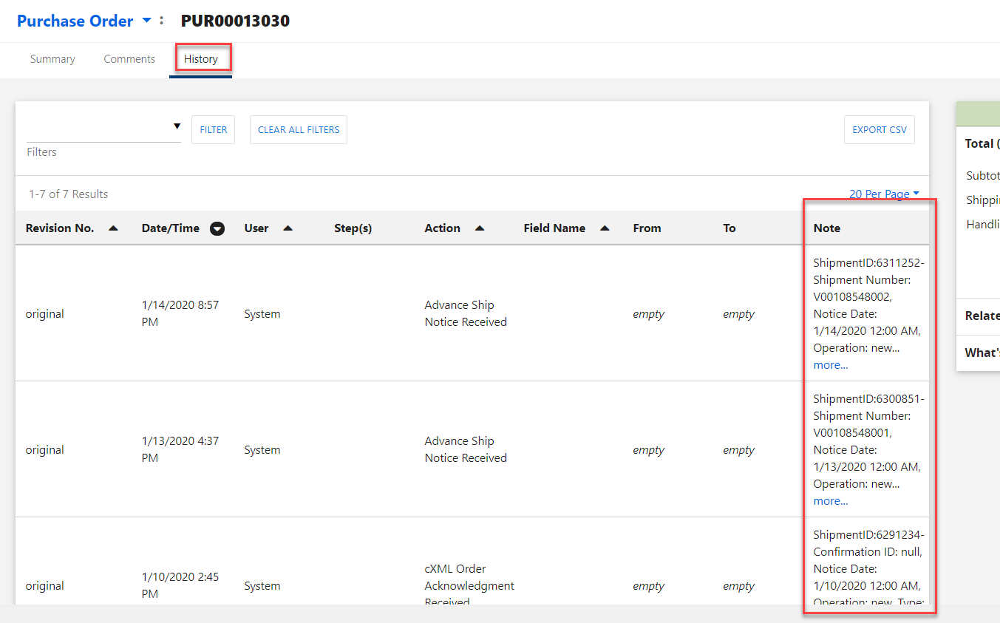 Purchase Order : PUR00013030
Summary Comments History
FILTER CLEAR ALL FILTERS EXPORT CSV
Filters
Total (
1-7 of 7 Results 20 Per Page
Subtot
Shippi
Handli
Revision No. Date/Time User Step(s) Action Field Name From To Note
original
1/14/2020 8:57
PM
System
Advance Ship
Notice Received
empty
empty
ShipmentID:6311252-
Shipment Number:
V00108548002,
Notice Date:
1/14/2020 12:00 AM,
Operation: new...
more...
Relate
What's
original
1/13/2020 4:37
PM
System
Advance Ship
Notice Received
empty
empty
ShipmentID:6300851-
Shipment Number:
V00108548001,
Notice Date:
1/13/2020 12:00 AM,
Operation: new...
more...
original
1/10/2020 2:45
PM
System
cXML Order
Acknowledgment
Received
empty
empty
ShipmentID:6291234-
Confirmation ID: null,
Notice Date:
1/10/2020 12:00 AM,
Operation: new, Type: